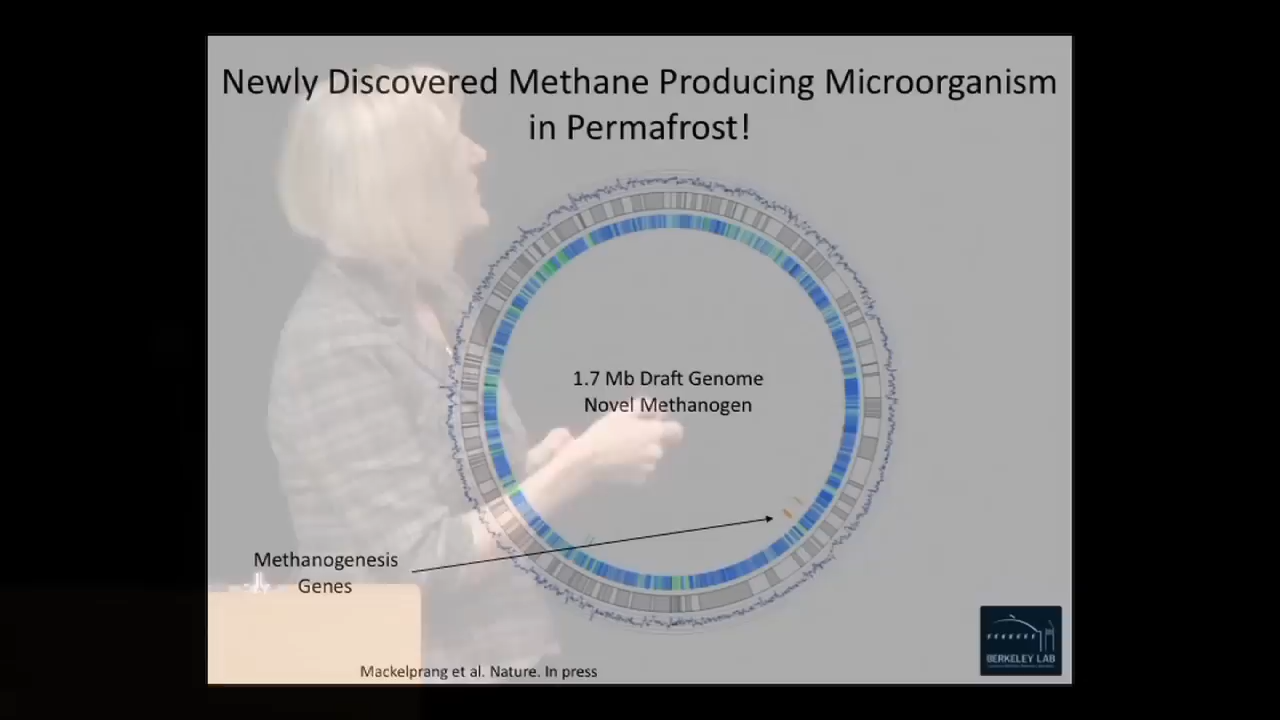 Newly Discovered Methane Producing Microorganism
in Permafrost!
1.7 Mb Draft Genome
Novel Methanogen
Methanogenesis
Genes
Mackelprang et al. Nature. In press
BERKELEY LAB